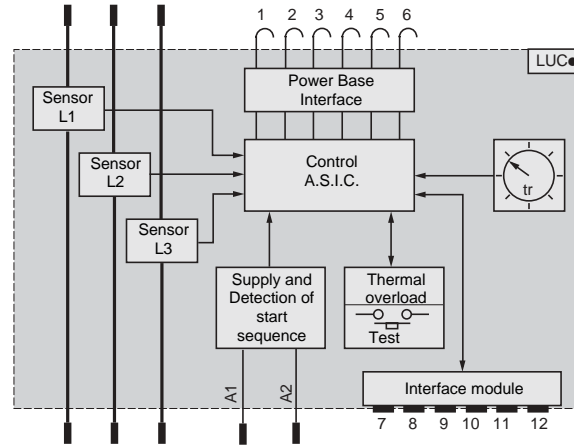 1 2 3 4 5 6
LUC●
Power Base
Interface
Sensor
L1
Control
A.S.I.C.
Sensor
L2
tr
Sensor
L3
Supply and
Detection of
start
sequence
Thermal
overload
Test
A1
A2
Interface module
7 8 9 10 11 12